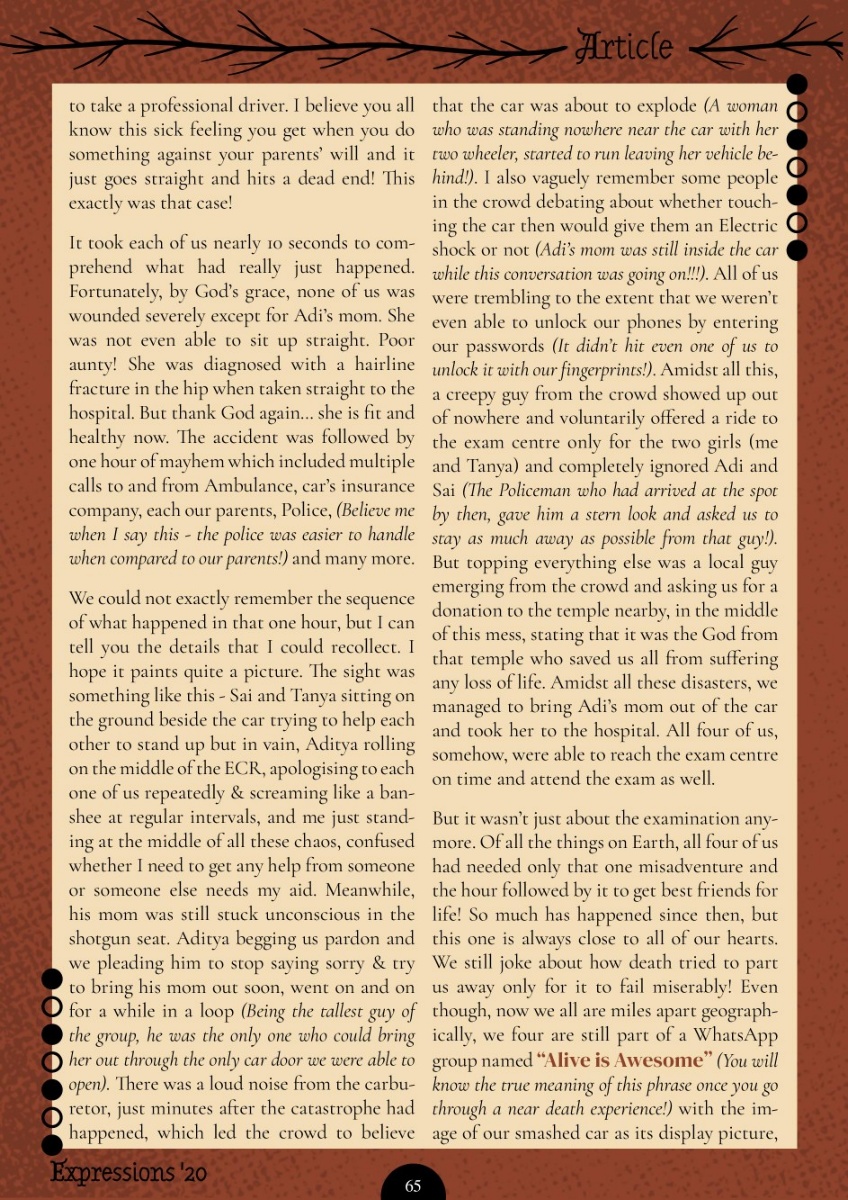 Article
to take a professional driver. I believe you all
know this sick feeling you get when you do
something against your parents’ will and it
just goes straight and hits a dead end! This
exactly was that case!
It took each of us nearly 10 seconds to com-
prehend what had really just happened.
Fortunately, by God’s grace, none of us was
wounded severely except for Adi’s mom. She
was not even able to sit up straight. Poor
aunty! She was diagnosed with a hairline
fracture in the hip when taken straight to the
hospital. But thank God again... she is fit and
healthy now. The accident was followed by
one hour of mayhem which included multiple
calls to and from Ambulance, car’s insurance
company, each our parents, Police, (Believe me
when I say this - the police was easier to handle
when compared to our parents!) and many more.
We could not exactly remember the sequence
of what happened in that one hour, but I can
tell you the details that I could recollect. I
hope it paints quite a picture. The sight was
something like this - Sai and Tanya sitting on
the ground beside the car trying to help each
other to stand up but in vain, Aditya rolling
on the middle of the ECR, apologising to each
one of us repeatedly & screaming like a ban-
shee at regular intervals, and me just stand-
ing at the middle of all these chaos, confused
whether I need to get any help from someone
or someone else needs my aid. Meanwhile,
his mom was still stuck unconscious in the
shotgun seat. Aditya begging us pardon and
we pleading him to stop saying sorry & try
to bring his mom out soon, went on and on
for a while in a loop (Being the tallest guy of
the group, he was the only one who could bring
her out through the only car door we were able to
open). There was a loud noise from the carbu-
retor, just minutes after the catastrophe had
happened, which led the crowd to believe
that the car was about to explode (A woman
who was standing nowhere near the car with her
two wheeler, started to run leaving her vehicle be-
hind!). I also vaguely remember some people
in the crowd debating about whether touch-
ing the car then would give them an Electric
shock or not (Adi’s mom was still inside the car
while this conversation was going on!!!). All of us
were trembling to the extent that we weren’t
even able to unlock our phones by entering
our passwords (It didn’t hit even one of us to
unlock it with our fingerprints!). Amidst all this,
a creepy guy from the crowd showed up out
of nowhere and voluntarily offered a ride to
the exam centre only for the two girls (me
and Tanya) and completely ignored Adi and
Sai (The Policeman who had arrived at the spot
by then, gave him a stern look and asked us to
stay as much away as possible from that guy!).
But topping everything else was a local guy
emerging from the crowd and asking us for a
donation to the temple nearby, in the middle
of this mess, stating that it was the God from
that temple who saved us all from suffering
any loss of life. Amidst all these disasters, we
managed to bring Adi’s mom out of the car
and took her to the hospital. All four of us,
somehow, were able to reach the exam centre
on time and attend the exam as well.
But it wasn’t just about the examination any-
more. Of all the things on Earth, all four of us
had needed only that one misadventure and
the hour followed by it to get best friends for
life! So much has happened since then, but
this one is always close to all of our hearts.
We still joke about how death tried to part
us away only for it to fail miserably! Even
though, now we all are miles apart geograph-
ically, we four are still part of a WhatsApp
group named “Alive is Awesome” (You will
know the true meaning of this phrase once you go
through a near death experience!) with the im-
age of our smashed car as its display picture,
Expressions '20
65